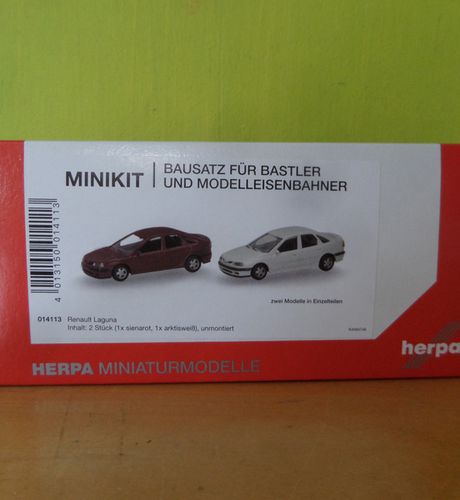 MINIKIT
BAUSATZ FÜR BASTLER
UND MODELLEISENBAHNER
4 013150 014113
zwei Modelle in Einzelteilen
014113 Renault Laguna
Inhalt: 2 Stück (1x sienarot, 1x arktisweiß), unmontiert
herpa
HERPA MINIATURMODELLE